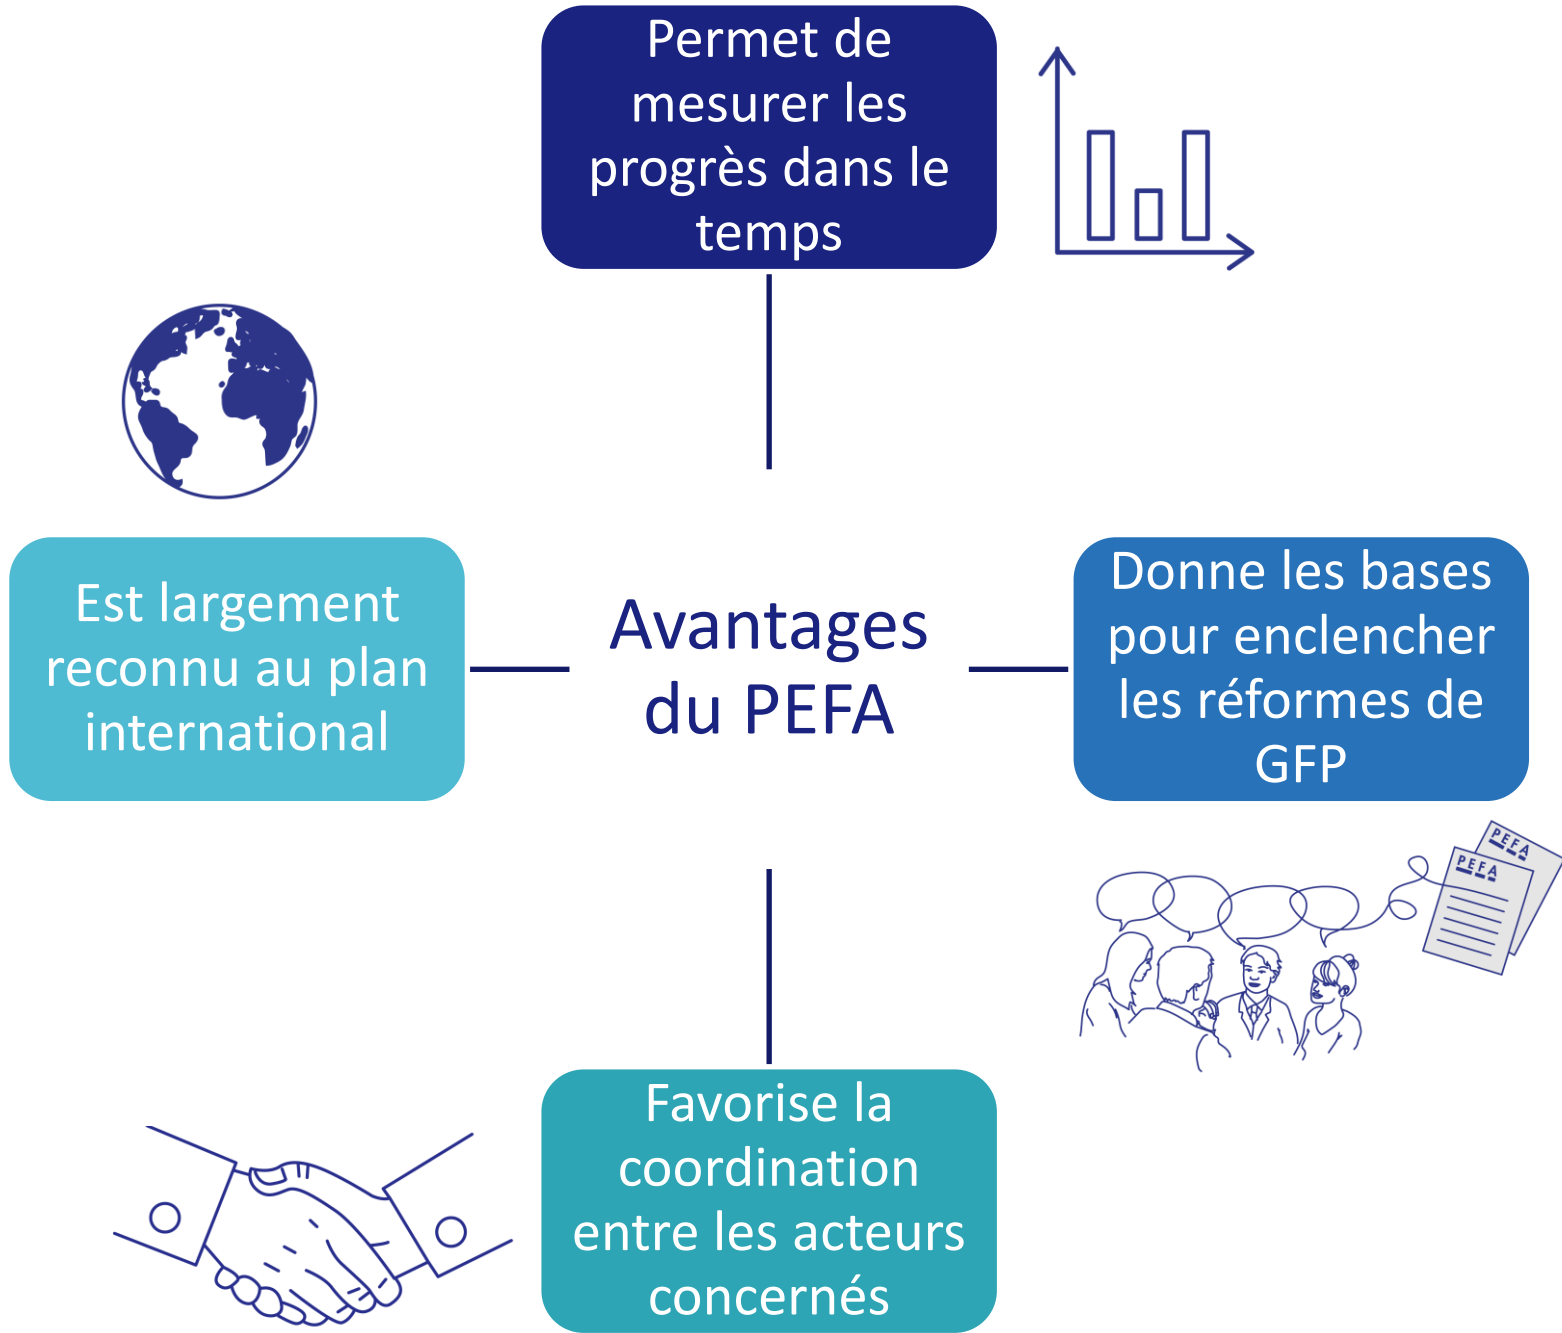 Permet de
mesurer les
progrès dans le
temps
Est largement
reconnu au plan
international
Avantages
du PEFA
Donne les bases
pour enclencher
les réformes de
GFP
PEFA
PEFA
Favorise la
coordination
entre les acteurs
concernés